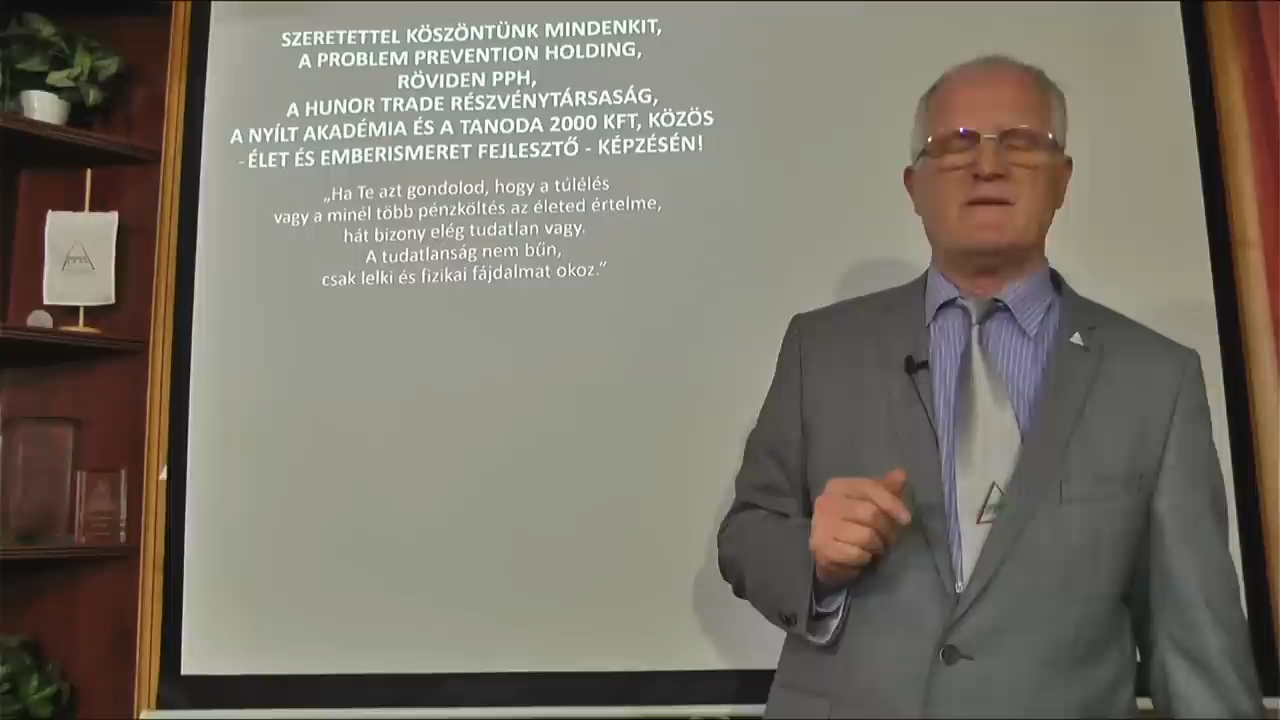 SZERETETTEL KÖSZÖNTÜNK MINDENKIT,
A PROBLEM PREVENTION HOLDING,
RÖVIDEN PPH,
A HUNOR TRADE RÉSZVÉNYTÁRSASÁG,
A NYÍLT AKADÉMIA ÉS A TANODA 2000 KFT, KÖZÖS
- ÉLET ÉS EMBERISMERET FEJLESZTŐ - KÉPZÉSÉN!
„Ha Te azt gondolod, hogy a túlélés
vagy a minél több pénzköltés az életed értelme,
hát bizony elég tudatlan vagy.
A tudatlanság nem bűn,
csak lelki és fizikai fájdalmat okoz.”